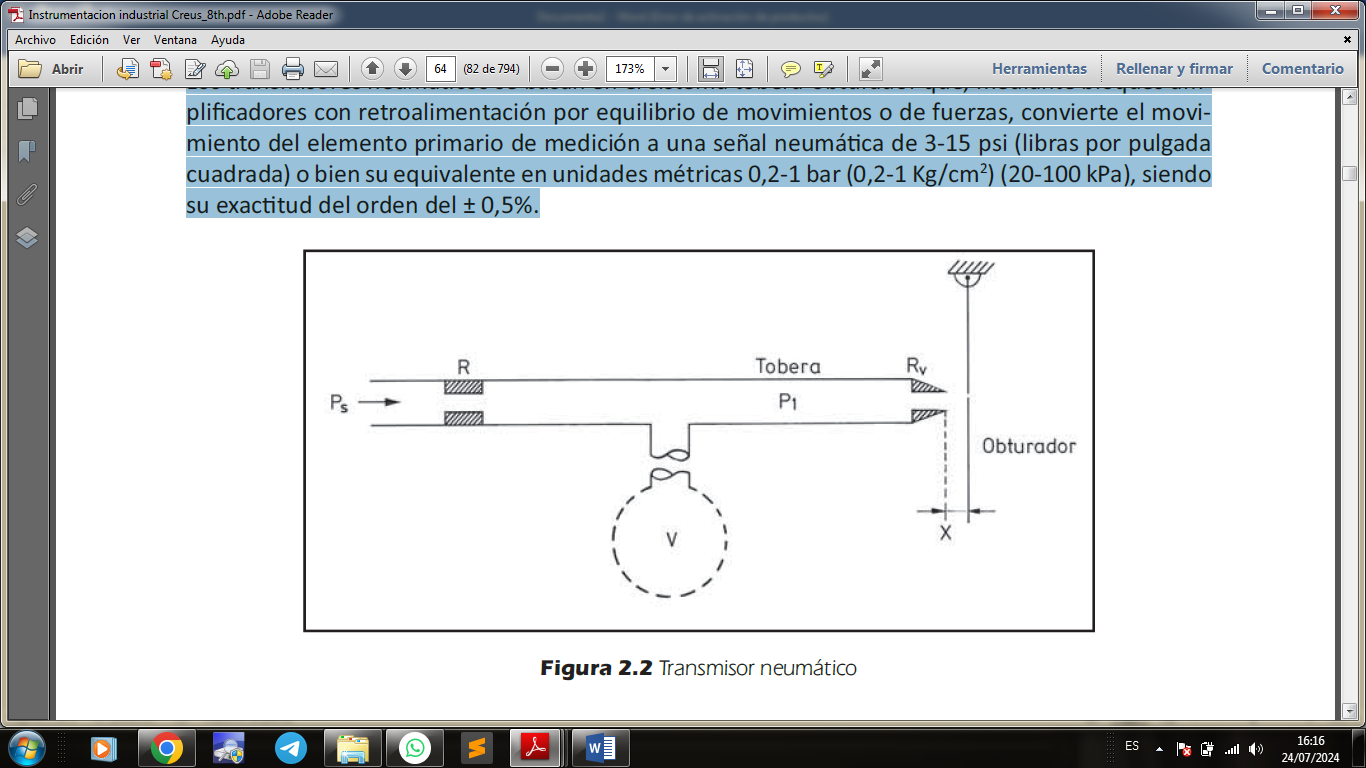 Instrumentacion industrial Creus_8th.pdf - Adobe Reader
Archivo Edición Ver Ventana Ayuda
Abrir 64 (82 de 794) 173% Herramientas Rellenar y firmar Comentario
plificadores con retroalimentación por equilibrio de movimientos o de fuerzas, convierte el movi-
miento del elemento primario de medición a una señal neumática de 3-15 psi (libras por pulgada
cuadrada) o bien su equivalente en unidades métricas 0,2-1 bar (0,2-1 Kg/cm²) (20-100 kPa), siendo
su exactitud del orden del ± 0,5%.
R Tobera Rv
Ps P1
Obturador
V X
Figura 2.2 Transmisor neumático
ES 16:16
24/07/2024